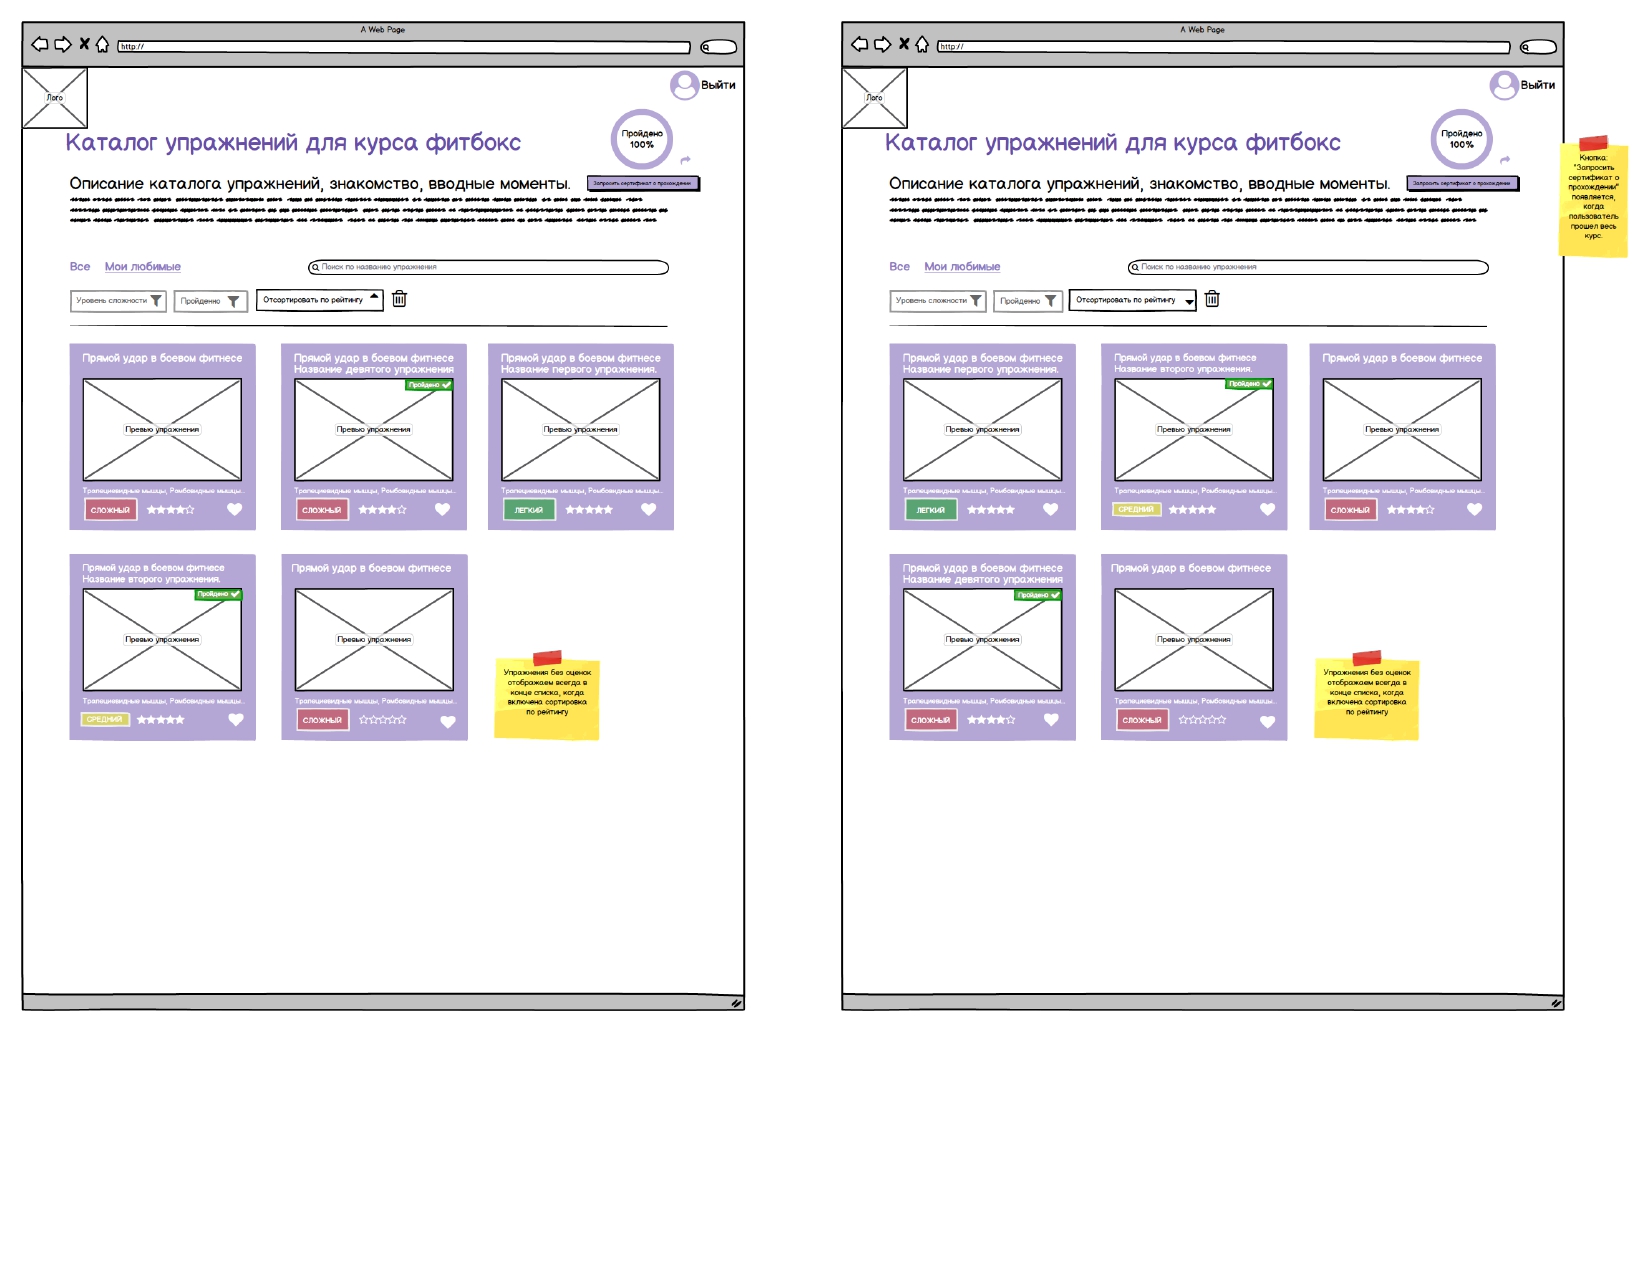 A Web Page
http://
Лого
Выйти
Пройдено
100%
Каталог упражнений для курса фитбокс
Описание каталога упражнений, знакомство, вводные моменты.
Запросить сертификат о прохождении
Все Мои любимые
Поиск по названию упражнения
Уровень сложности Пройденно Отсортировать по рейтингу
Прямой удар в боевом фитнесе
Превью упражнения
Трапециевидные мышцы, Ромбовидные мышцы...
СЛОЖНЫЙ
Прямой удар в боевом фитнесе
Название девятого упражнения
Пройдено
Превью упражнения
Трапециевидные мышцы, Ромбовидные мышцы...
СЛОЖНЫЙ
Прямой удар в боевом фитнесе
Название первого упражнения.
Превью упражнения
Трапециевидные мышцы, Ромбовидные мышцы...
ЛЕГКИЙ
Прямой удар в боевом фитнесе
Название второго упражнения.
Пройдено
Превью упражнения
Трапециевидные мышцы, Ромбовидные мышцы...
СРЕДНИЙ
Прямой удар в боевом фитнесе
Превью упражнения
Трапециевидные мышцы, Ромбовидные мышцы...
СЛОЖНЫЙ
Упражнения без оценок
отображаем всегда в
конце списка, когда
включена сортировка
по рейтингу
A Web Page
http://
Лого
Выйти
Пройдено
100%
Каталог упражнений для курса фитбокс
Описание каталога упражнений, знакомство, вводные моменты.
Запросить сертификат о прохождении
Кнопка:
"Запросить
сертификат о
прохождении"
появляется,
когда
пользователь
прошел весь
курс.
Все Мои любимые
Поиск по названию упражнения
Уровень сложности Пройденно Отсортировать по рейтингу
Прямой удар в боевом фитнесе
Название первого упражнения.
Превью упражнения
Трапециевидные мышцы, Ромбовидные мышцы...
ЛЕГКИЙ
Прямой удар в боевом фитнесе
Название второго упражнения.
Пройдено
Превью упражнения
Трапециевидные мышцы, Ромбовидные мышцы...
СРЕДНИЙ
Прямой удар в боевом фитнесе
Превью упражнения
Трапециевидные мышцы, Ромбовидные мышцы...
СЛОЖНЫЙ
Прямой удар в боевом фитнесе
Название девятого упражнения
Пройдено
Превью упражнения
Трапециевидные мышцы, Ромбовидные мышцы...
СЛОЖНЫЙ
Прямой удар в боевом фитнесе
Превью упражнения
Трапециевидные мышцы, Ромбовидные мышцы...
СЛОЖНЫЙ
Упражнения без оценок
отображаем всегда в
конце списка, когда
включена сортировка
по рейтингу